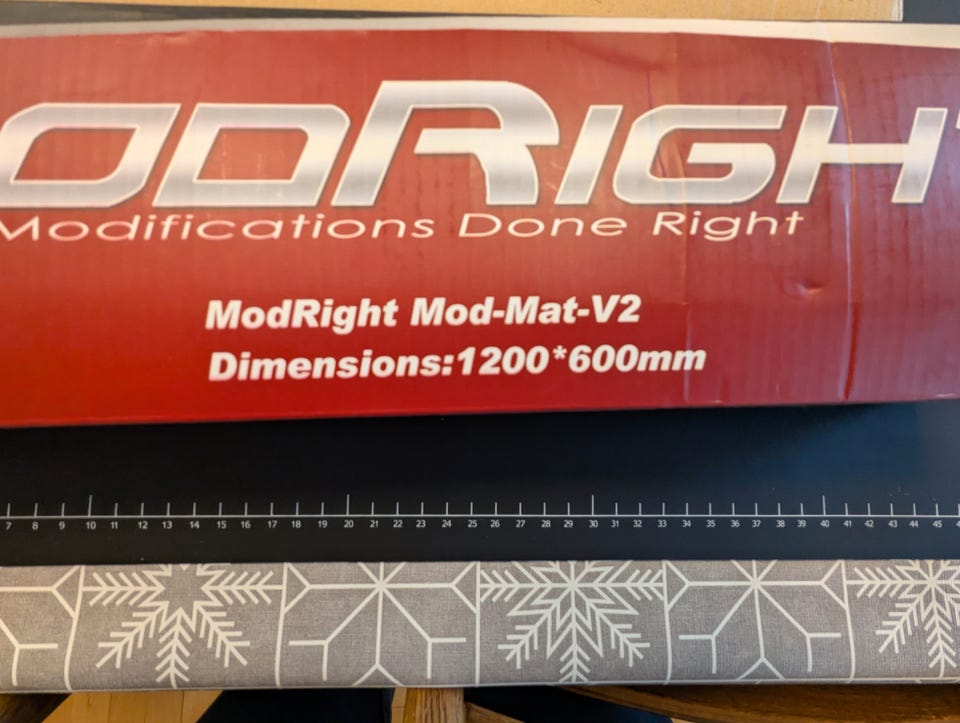 ODRIGH
Modifications Done Right
ModRight Mod-Mat-V2
Dimensions:1200*600mm
7 8 9 10 11 12 13 14 15 16 17 18 19 20 21 22 23 24 25 26 27 28 29 30 31 32 33 34 35 36 37 38 39 40 41 42 43 44 45